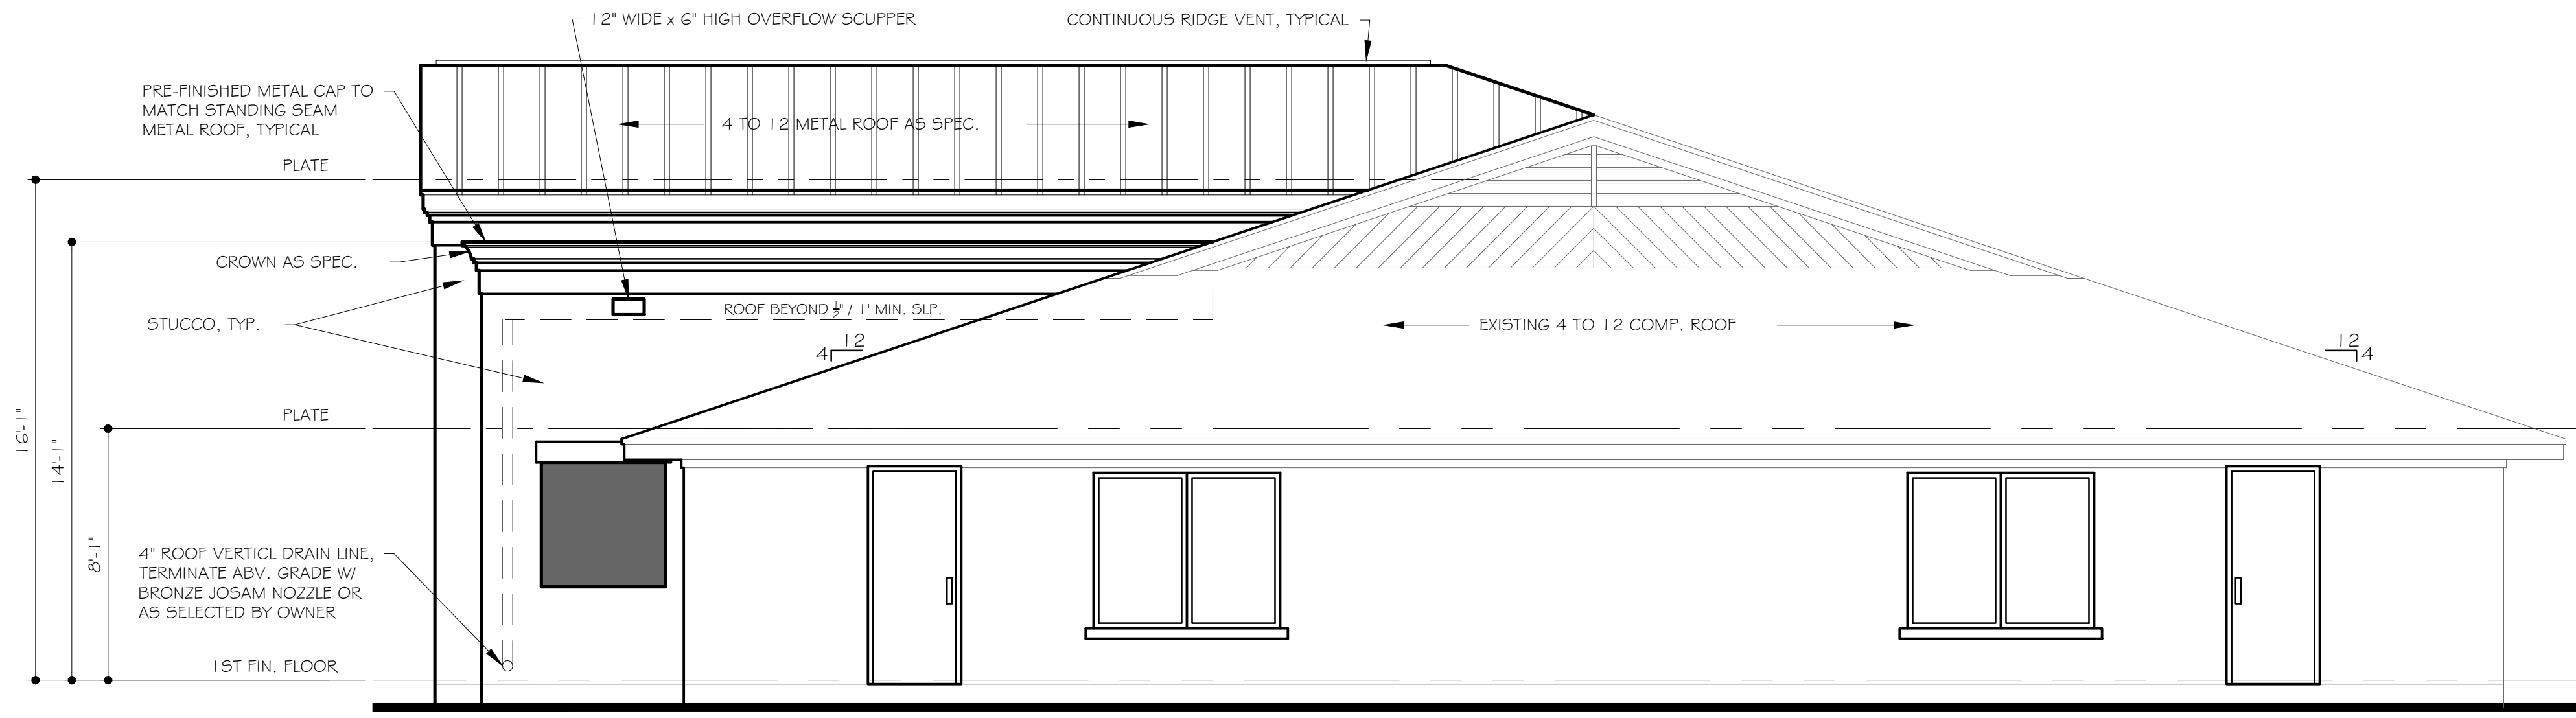 12" WIDE x 6" HIGH OVERFLOW SCUPPER
CONTINUOUS RIDGE VENT, TYPICAL
PRE-FINISHED METAL CAP TO
MATCH STANDING SEAM
METAL ROOF, TYPICAL
4 TO 12 METAL ROOF AS SPEC.
PLATE
CROWN AS SPEC.
STUCCO, TYP.
ROOF BEYOND ½" / 1' MIN. SLP.
EXISTING 4 TO 12 COMP. ROOF
12
4
12
4
PLATE
16'-1"
14'-1"
8'-1"
4" ROOF VERTICL DRAIN LINE,
TERMINATE ABV. GRADE W/
BRONZE JOSAM NOZZLE OR
AS SELECTED BY OWNER
1ST FIN. FLOOR